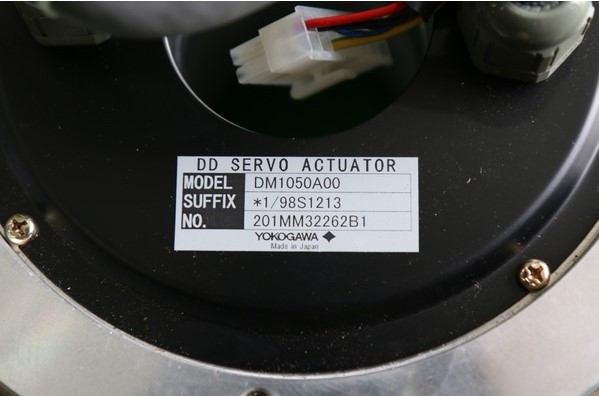 DD SERVO ACTUATOR
MODEL DM1050A00
SUFFIX *1/98S1213
NO. 201MM32262B1
YOKOGAWA
Made in Japan